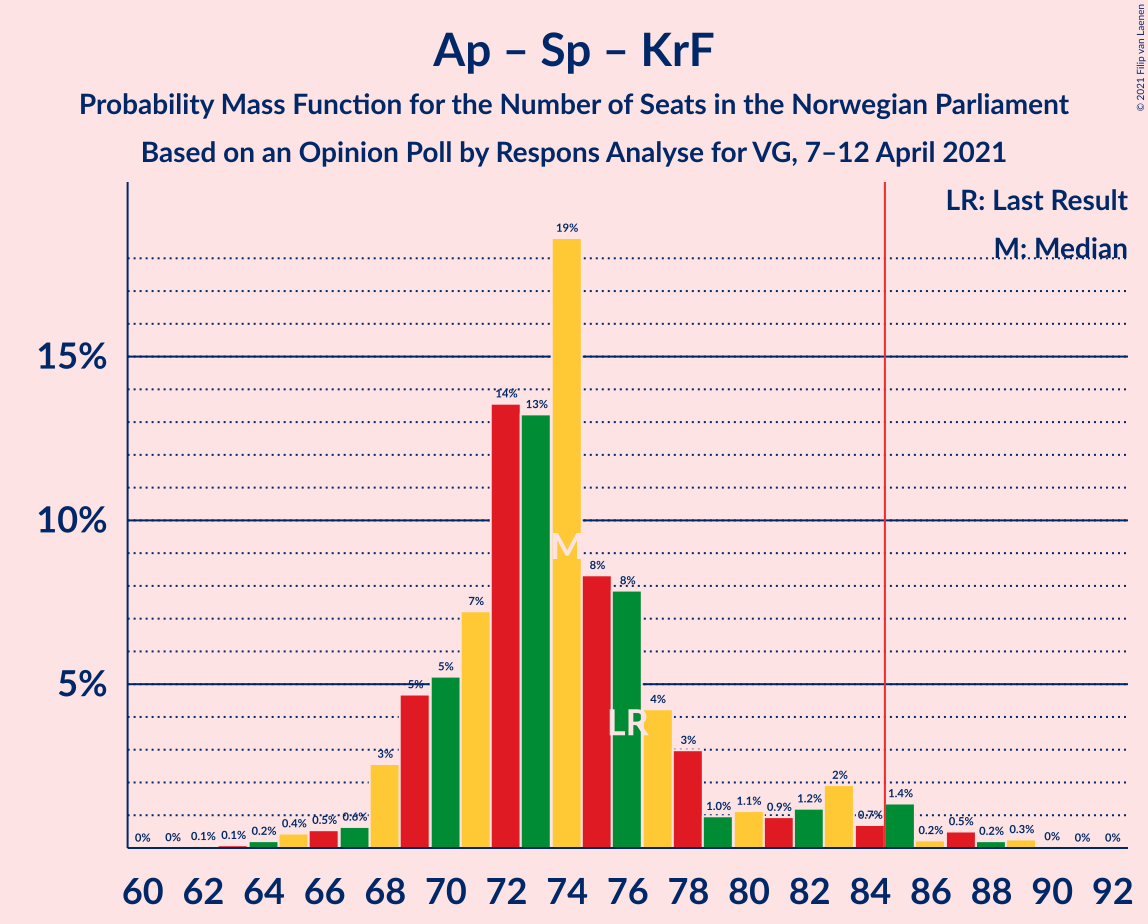 Ap – Sp – KrF
Probability Mass Function for the Number of Seats in the Norwegian Parliament
Based on an Opinion Poll by Respons Analyse for VG, 7–12 April 2021
© 2021 Filip van Laenen
LR: Last Result
M: Median
15%
10%
5%
0% 0% 0.1% 0.1% 0.2% 0.4% 0.5% 0.6% 3% 5% 5% 7% 14% 13% 19% 8% 8% 4% 3% 1.0% 1.1% 0.9% 1.2% 2% 0.7% 1.4% 0.2% 0.5% 0.2% 0.3% 0% 0% 0%
M
LR
60 62 64 66 68 70 72 74 76 78 80 82 84 86 88 90 92